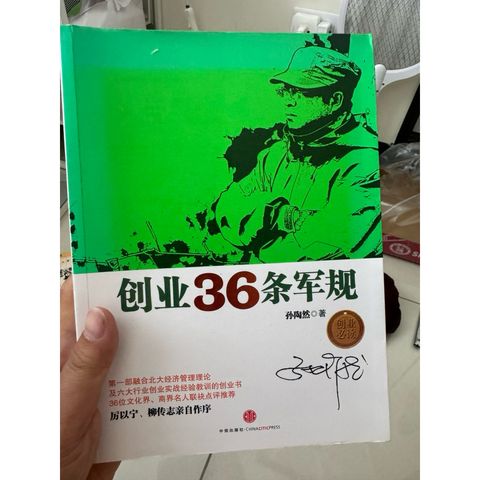 创业36条军规
孙陶然◎著
创业
必读
第一部融合北大经济管理理论
及六大行业创业实战经验教训的创业书
36位文化界、商界名人联袂点评推荐
厉以宁、柳传志亲自作序
中信出版社·CHINACITICPRESS